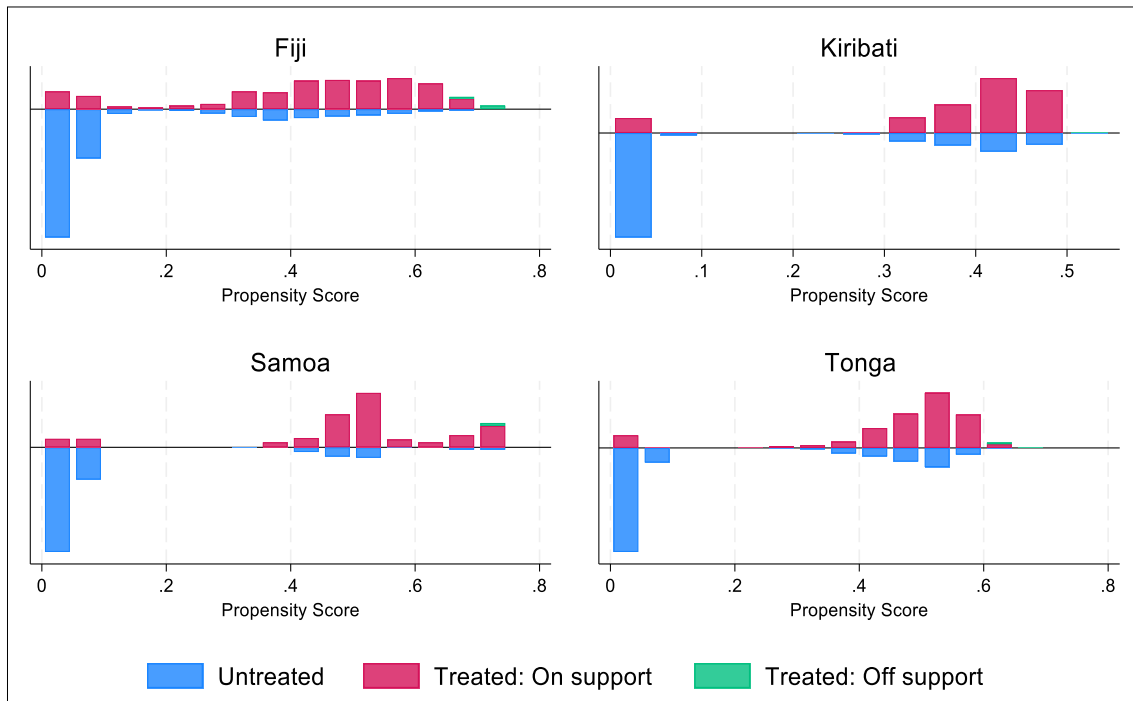 Fiji
0 .2 .4 .6 .8
Propensity Score
Kiribati
0 .1 .2 .3 .4 .5
Propensity Score
Samoa
0 .2 .4 .6 .8
Propensity Score
Tonga
0 .2 .4 .6 .8
Propensity Score
Untreated Treated: On support Treated: Off support